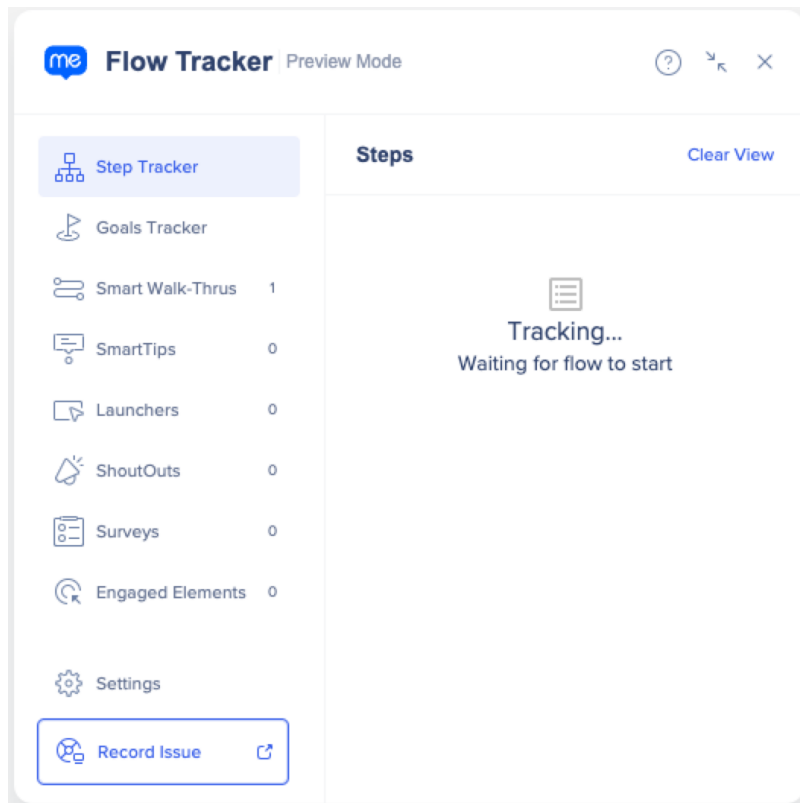 me Flow Tracker Preview Mode ?
Step Tracker
Goals Tracker
Smart Walk-Thrus 1
SmartTips 0
Launchers 0
ShoutOuts 0
Surveys 0
Engaged Elements 0
Settings
Record Issue
Steps Clear View
Tracking...
Waiting for flow to start